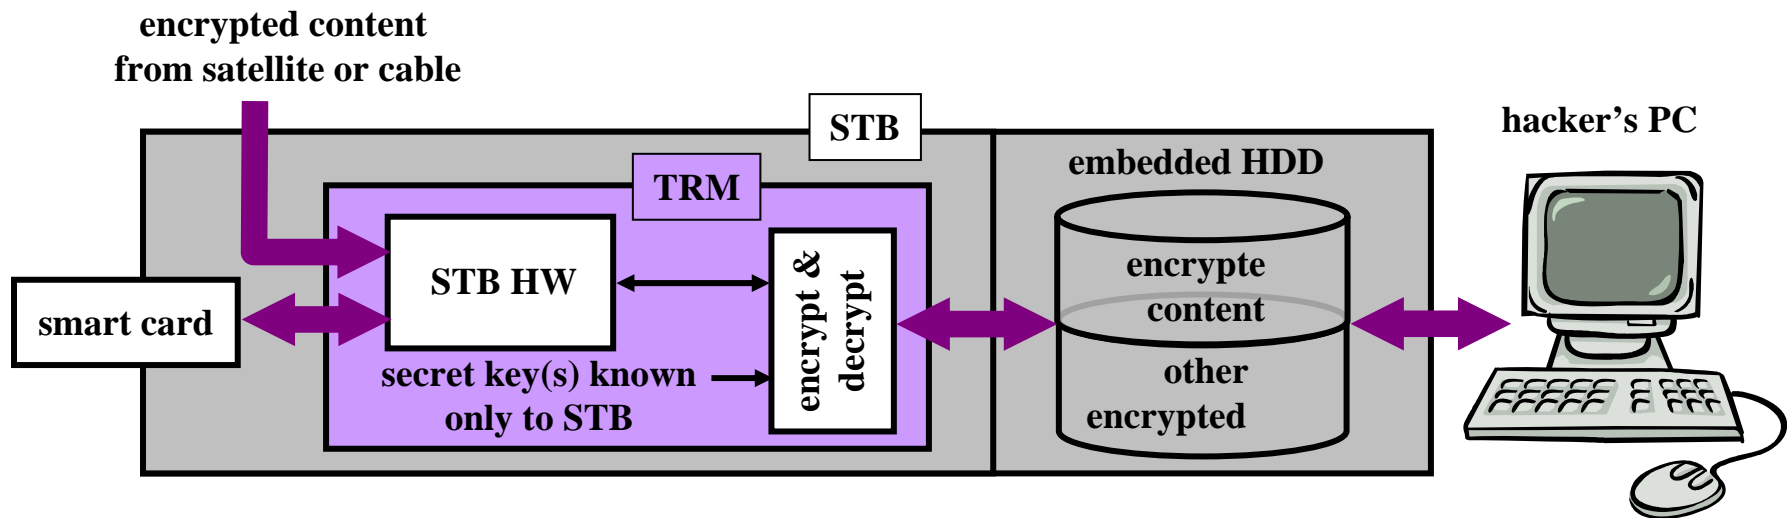 encrypted content
from satellite or cable
STB
hacker's PC
embedded HDD
TRM
STB HW
encrypt &
decrypt
encrypte
content
smart card
secret key(s) known
only to STB
other
encrypted